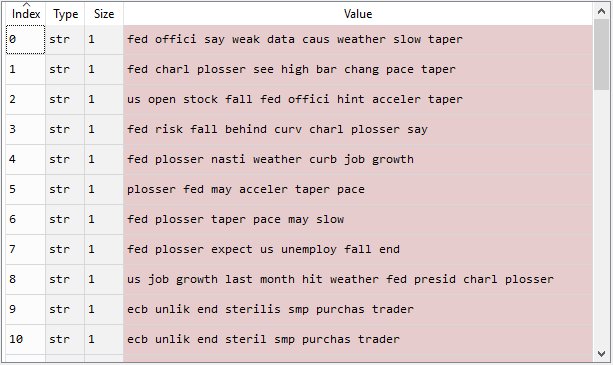 Index Type Size Value
0 str 1 fed offici say weak data caus weather slow taper
1 str 1 fed charl plosser see high bar chang pace taper
2 str 1 us open stock fall fed offici hint acceler taper
3 str 1 fed risk fall behind curv charl plosser say
4 str 1 fed plosser nasti weather curb job growth
5 str 1 plosser fed may acceler taper pace
6 str 1 fed plosser taper pace may slow
7 str 1 fed plosser expect us unemploy fall end
8 str 1 us job growth last month hit weather fed presid charl plosser
9 str 1 ecb unlik end sterilis smp purchas trader
10 str 1 ecb unlik end steril smp purchas trader